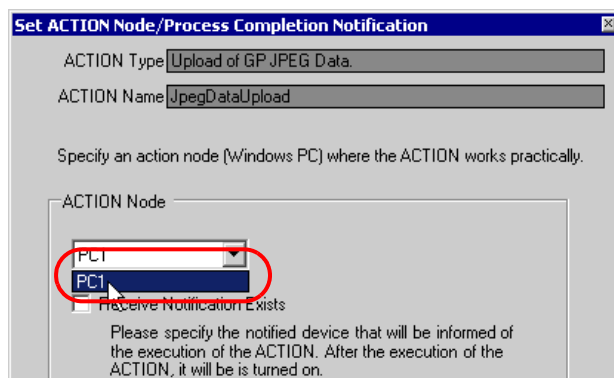 Set ACTION Node/Process Completion Notification
ACTION Type Upload of GP JPEG Data.
ACTION Name JpegDataUpload
Specify an action node (Windows PC) where the ACTION works practically.
ACTION Node
PC1
PC1
Receive Notification Exists
Please specify the notified device that will be informed of
the execution of the ACTION. After the execution of the
ACTION, it will be is turned on.